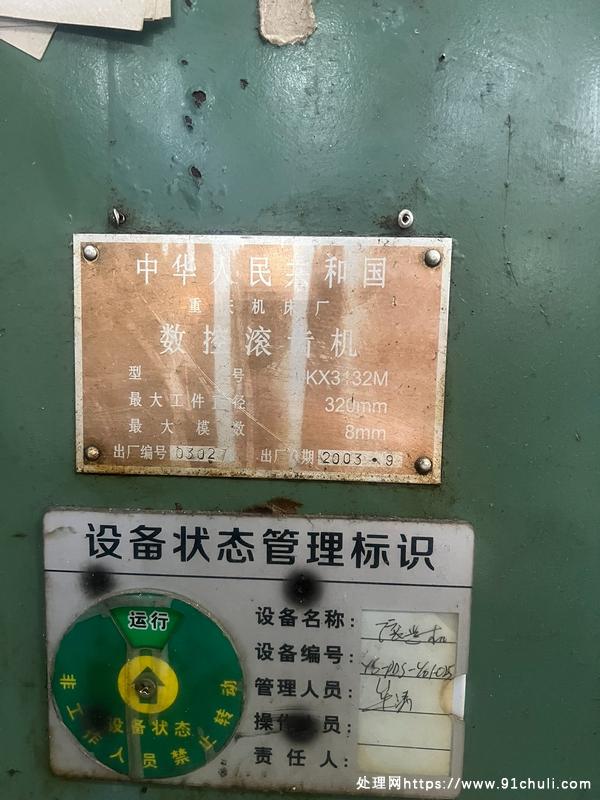 中华人民共和国
重庆机床厂
数控滚齿机
型号 YKX3132M
最大工件直径 320mm
最大模数 8mm
出厂编号 03027 出厂日期 2003.9
设备状态管理标识
运行
设备状态
非工作人员禁止转动
设备名称:
设备编号:
管理人员:
操作人员:
责任人:
处理网https://www.91chuli.com/